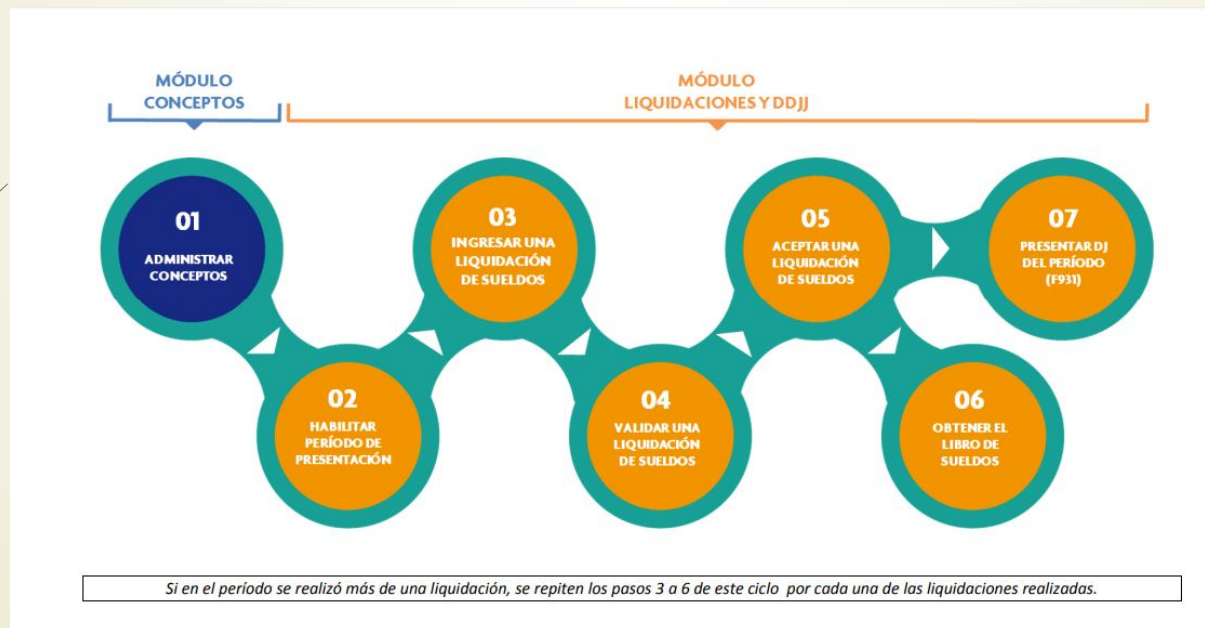 MÓDULO
CONCEPTOS
MÓDULO
LIQUIDACIONES Y DDJJ
01
ADMINISTRAR
CONCEPTOS
02
HABILITAR
PERÍODO DE
PRESENTACIÓN
03
INGRESAR UNA
LIQUIDACIÓN
DE SUELDOS
04
VALIDAR UNA
LIQUIDACIÓN
DE SUELDOS
05
ACEPTAR UNA
LIQUIDACIÓN
DE SUELDOS
06
OBTENER EL
LIBRO DE
SUELDOS
07
PRESENTAR DJ
DEL PERÍODO
(F931)
Si en el período se realizó más de una liquidación, se repiten los pasos 3 a 6 de este ciclo por cada una de las liquidaciones realizadas.